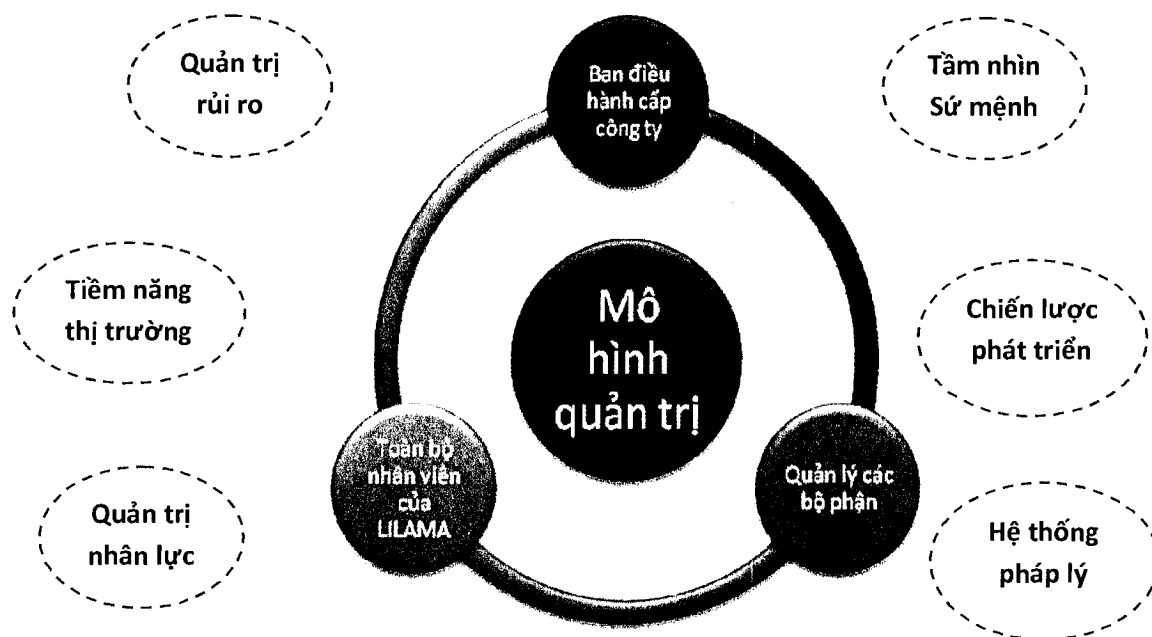 Quản trị
rủi ro
Ban điều
hành cấp
công ty
Tầm nhìn
Sứ mệnh
Tiềm năng
thị trường
Mô
hình
quản trị
Chiến lược
phát triển
Toàn bộ
nhân viên
của
LILAMA
Quản lý các
bộ phận
Quản trị
nhân lực
Hệ thống
pháp lý